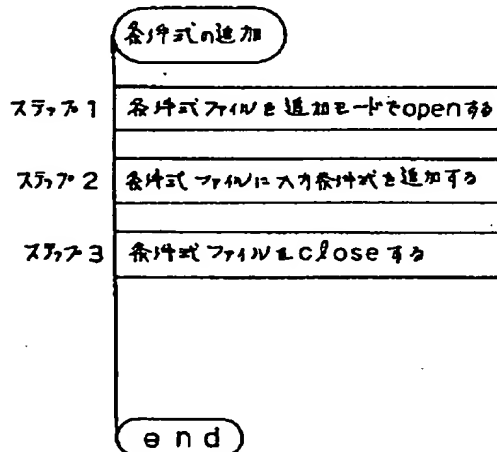 条件式の追加
ステップ1 条件式ファイルを追加モードでopenする
ステップ2 条件式ファイルに入力条件式を追加する
ステップ3 条件式ファイルをcloseする
end